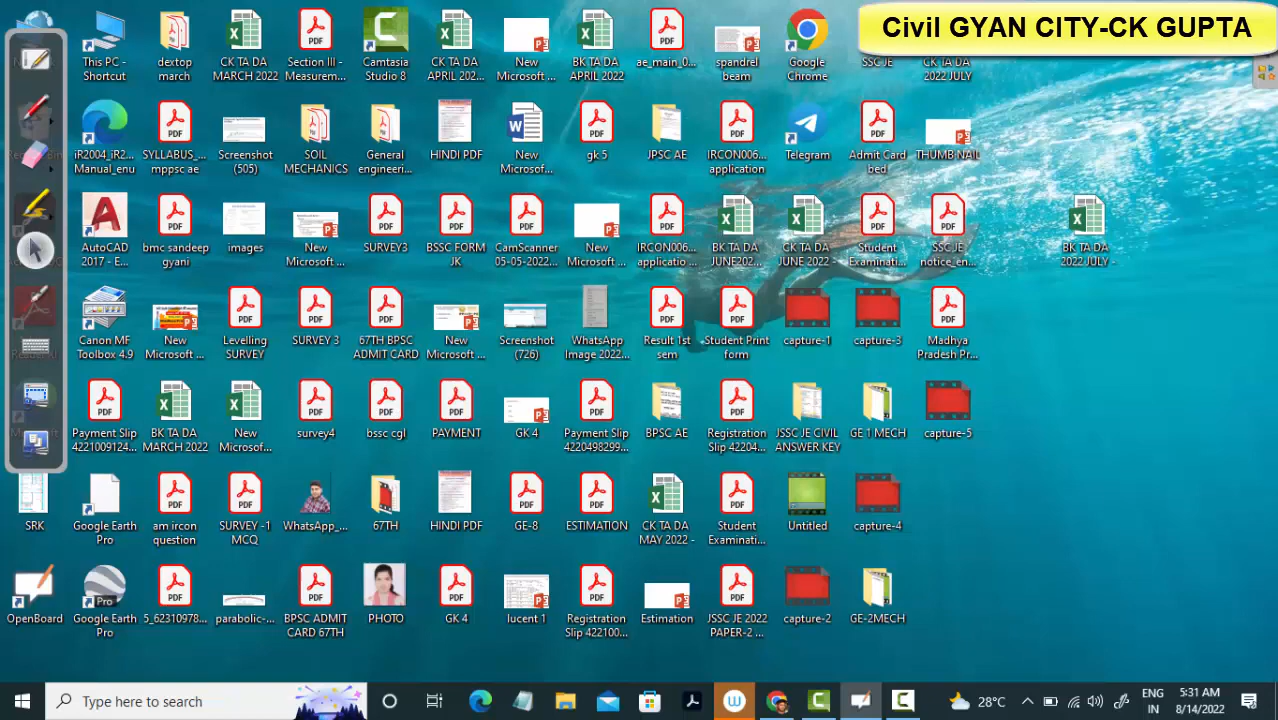 Civil GYAN CITY-CK GUPTA
This PC -
Shortcut
dextop
march
CK TA DA
MARCH 2022
Section III -
Measurem...
Camtasia
Studio 8
CK TA DA
APRIL 202...
New
Microsoft ...
BK TA DA
APRIL 2022
ae_main_0...
spandrel
beam
Google
Chrome
SSC JE
CK TA DA
2022 JULY
iR2004_iR2...
Manual_enu
SYLLABUS_...
mppsc ae
Screenshot
(505)
SOIL
MECHANICS
General
engineeri...
HINDI PDF
New
Microsof...
gk 5
JPSC AE
IRCON006...
application
Telegram
Admit Card
bed
THUMB NAIL
AutoCAD
2017 - E...
bmc sandeep
gyani
images
New
Microsoft ...
SURVEY3
BSSC FORM
JK
CamScanner
05-05-2022...
New
Microsoft ...
IRCON006...
applicatio ...
BK TA DA
JUNE202...
CK TA DA
JUNE 2022 -
Student
Examinati...
SSC JE
notice_en...
BK TA DA
2022 JULY -
Canon MF
Toolbox 4.9
New
Microsoft ...
Levelling
SURVEY
SURVEY 3
67TH BPSC
ADMIT CARD
New
Microsoft ...
Screenshot
(726)
WhatsApp
Image 2022...
Result 1st
sem
Student Print
form
capture-1
capture-3
Madhya
Pradesh Pr...
Payment Slip
4221009124...
BK TA DA
MARCH 2022
New
Microsof...
survey4
bssc cgl
PAYMENT
GK 4
Payment Slip
4220498299...
BPSC AE
Registration
Slip 42204...
JSSC JE CIVIL
ANSWER KEY
GE 1 MECH
capture-5
SRK
Google Earth
Pro
am ircon
question
SURVEY -1
MCQ
WhatsApp_...
67TH
HINDI PDF
GE-8
ESTIMATION
CK TA DA
MAY 2022 -
Student
Examinati...
Untitled
capture-4
OpenBoard
Google Earth
Pro
5_62310978...
parabolic-...
BPSC ADMIT
CARD 67TH
PHOTO
GK 4
lucent 1
Registration
Slip 422100...
Estimation
JSSC JE 2022
PAPER-2 ...
capture-2
GE-2MECH
Type here to search
28°C
ENG
IN
5:31 AM
8/14/2022